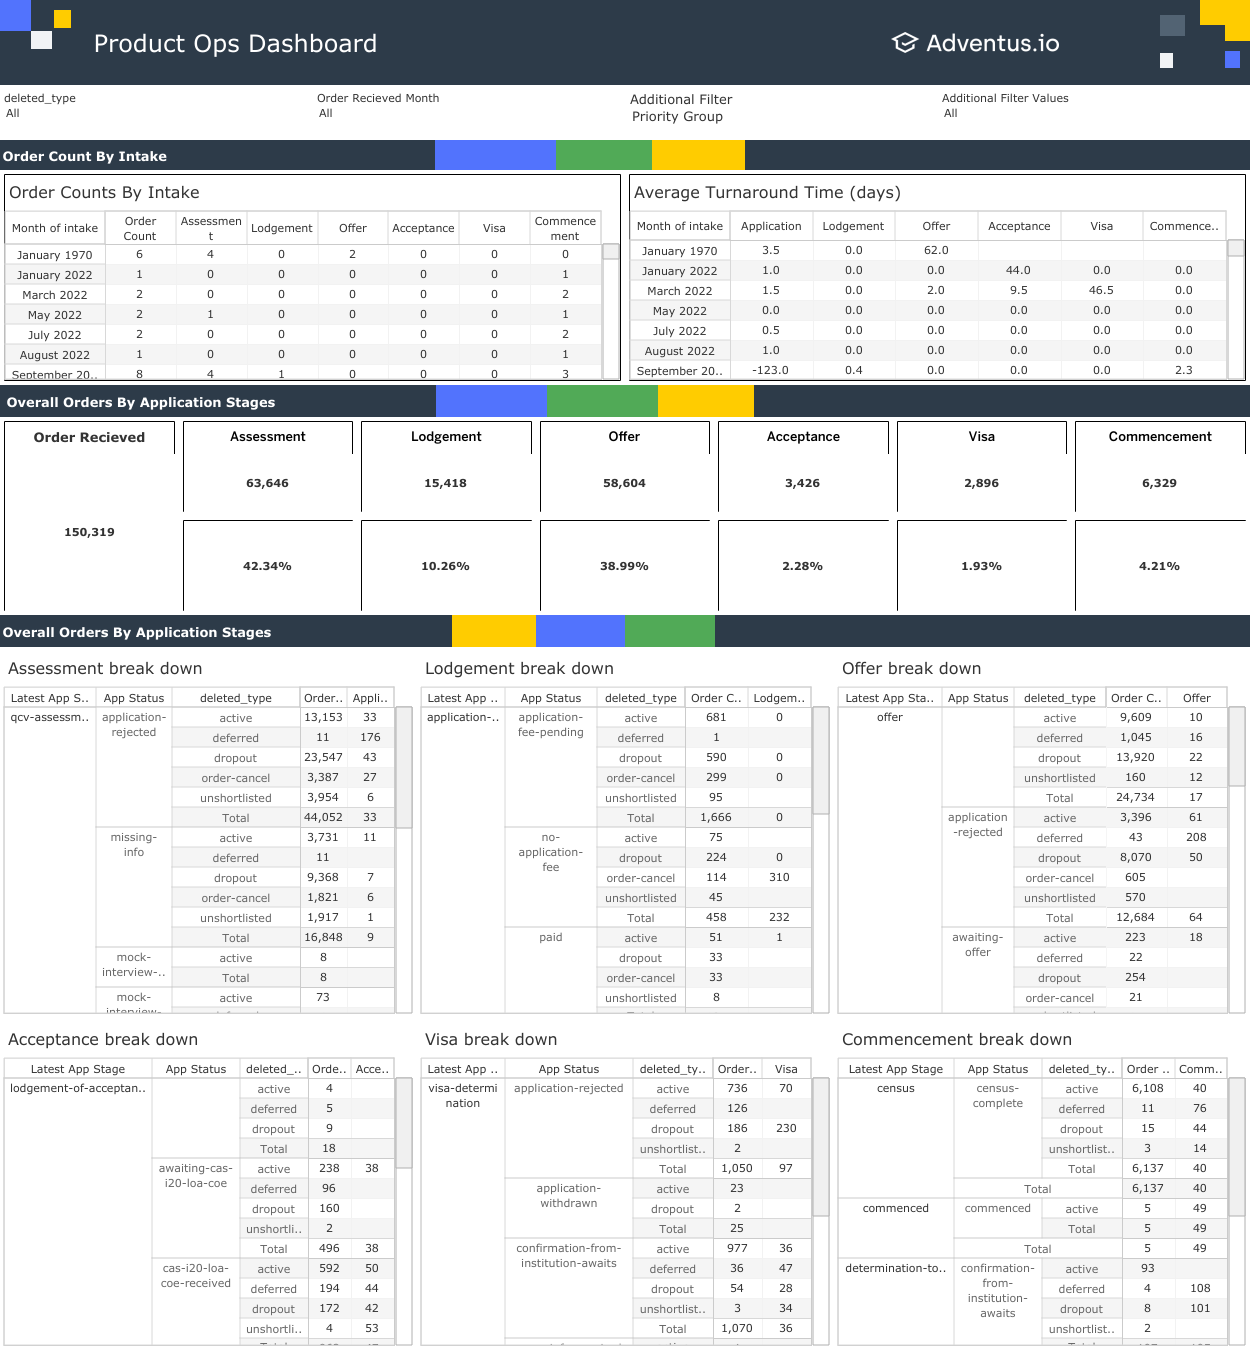 Product Ops Dashboard
Adventus.io
deleted_type
All
Order Recieved Month
All
Additional Filter
Priority Group
Additional Filter Values
All
Order Count By Intake
Order Counts By Intake
Month of intake Order Count Assessment Lodgement Offer Acceptance Visa Commencement
January 1970 6 4 0 2 0 0 0
January 2022 1 0 0 0 0 0 1
March 2022 2 0 0 0 0 0 2
May 2022 2 1 0 0 0 0 1
July 2022 2 0 0 0 0 0 2
August 2022 1 0 0 0 0 0 1
September 20.. 8 4 1 0 0 0 3
Average Turnaround Time (days)
Month of intake Application Lodgement Offer Acceptance Visa Commence..
January 1970 3.5 0.0 62.0
January 2022 1.0 0.0 0.0 44.0 0.0 0.0
March 2022 1.5 0.0 2.0 9.5 46.5 0.0
May 2022 0.0 0.0 0.0 0.0 0.0 0.0
July 2022 0.5 0.0 0.0 0.0 0.0 0.0
August 2022 1.0 0.0 0.0 0.0 0.0 0.0
September 20.. -123.0 0.4 0.0 0.0 0.0 2.3
Overall Orders By Application Stages
Order Recieved Assessment Lodgement Offer Acceptance Visa Commencement
63,646 15,418 58,604 3,426 2,896 6,329
150,319
42.34% 10.26% 38.99% 2.28% 1.93% 4.21%
Overall Orders By Application Stages
Assessment break down
Latest App S.. App Status deleted_type Order.. Appli..
qcv-assessm.. application-rejected active 13,153 33
deferred 11 176
dropout 23,547 43
order-cancel 3,387 27
unshortlisted 3,954 6
Total 44,052 33
missing-info active 3,731 11
deferred 11
dropout 9,368 7
order-cancel 1,821 6
unshortlisted 1,917 1
Total 16,848 9
mock-interview-.. active 8
Total 8
mock-interview- active 73
Lodgement break down
Latest App .. App Status deleted_type Order C.. Lodgem..
application-.. application-fee-pending active 681 0
deferred 1
dropout 590 0
order-cancel 299 0
unshortlisted 95
Total 1,666 0
no-application-fee active 75
dropout 224 0
order-cancel 114 310
unshortlisted 45
Total 458 232
paid active 51 1
dropout 33
order-cancel 33
unshortlisted 8
Offer break down
Latest App Sta.. App Status deleted_type Order C.. Offer
offer active 9,609 10
deferred 1,045 16
dropout 13,920 22
unshortlisted 160 12
Total 24,734 17
application-rejected active 3,396 61
deferred 43 208
dropout 8,070 50
order-cancel 605
unshortlisted 570
Total 12,684 64
awaiting-offer active 223 18
deferred 22
dropout 254
order-cancel 21
Acceptance break down
Latest App Stage App Status deleted_.. Orde.. Acce..
lodgement-of-acceptan.. active 4
deferred 5
dropout 9
Total 18
awaiting-cas-i20-loa-coe active 238 38
deferred 96
dropout 160
unshortli.. 2
Total 496 38
cas-i20-loa-coe-received active 592 50
deferred 194 44
dropout 172 42
unshortli.. 4 53
Visa break down
Latest App .. App Status deleted_ty.. Order.. Visa
visa-determination application-rejected active 736 70
deferred 126
dropout 186 230
unshortlist.. 2
Total 1,050 97
application-withdrawn active 23
dropout 2
Total 25
confirmation-from-institution-awaits active 977 36
deferred 36 47
dropout 54 28
unshortlist.. 3 34
Total 1,070 36
Commencement break down
Latest App Stage App Status deleted_ty.. Order .. Comm..
census census-complete active 6,108 40
deferred 11 76
dropout 15 44
unshortlist.. 3 14
Total 6,137 40
Total 6,137 40
commenced commenced active 5 49
Total 5 49
Total 5 49
determination-to.. confirmation-from-institution-awaits active 93
deferred 4 108
dropout 8 101
unshortlist.. 2